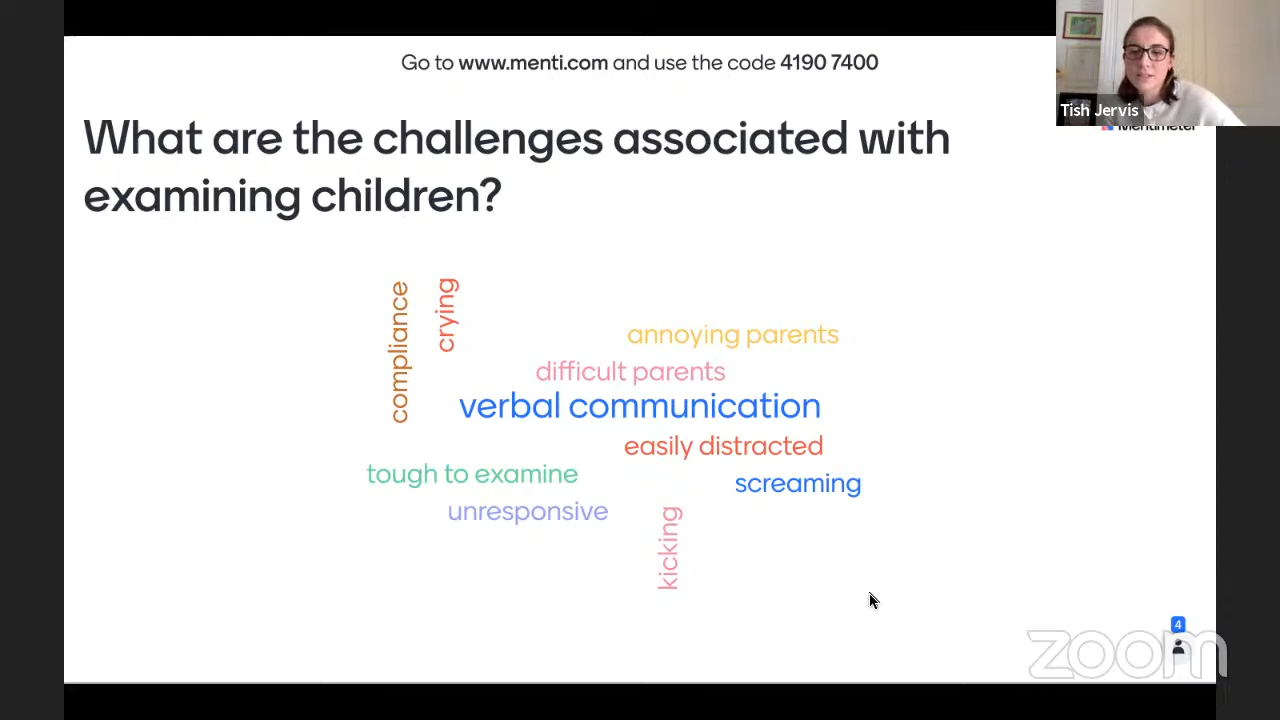 Go to www.menti.com and use the code 4190 7400
Tish Jervis
Mentimeter
What are the challenges associated with
examining children?
compliance
crying
annoying parents
difficult parents
verbal communication
easily distracted
tough to examine
screaming
unresponsive
kicking
4
zoom